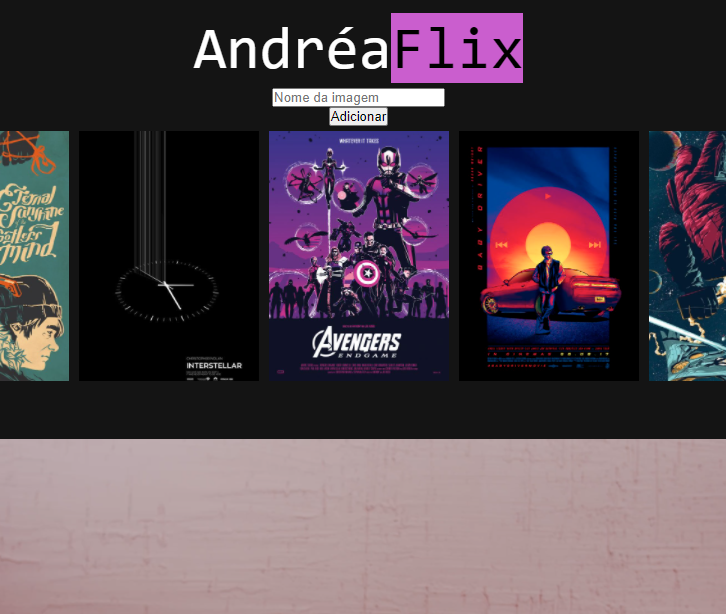 AndréaFlix
Nome da imagem
Adicionar
Eternal
Sunshine
of the
Spotless
mind
INTERSTELLAR
WHATEVER IT TAKES
AVENGERS
ENDGAME
BABY DRIVER